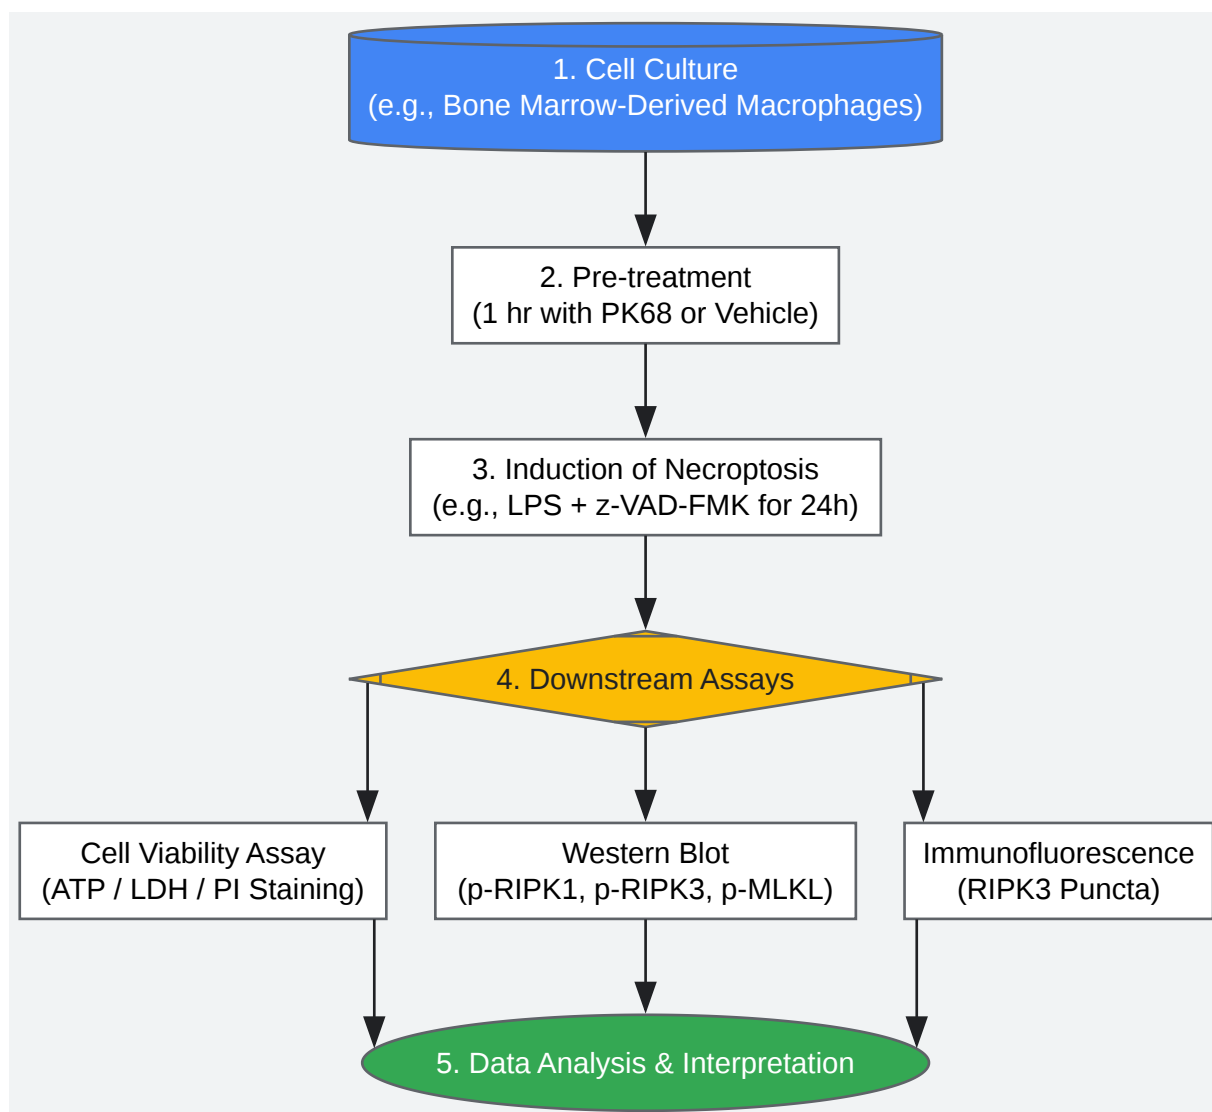 1. Cell Culture
(e.g., Bone Marrow-Derived Macrophages)
2. Pre-treatment
(1 hr with PK68 or Vehicle)
3. Induction of Necroptosis
(e.g., LPS + z-VAD-FMK for 24h)
4. Downstream Assays
Cell Viability Assay
(ATP / LDH / PI Staining)
Western Blot
(p-RIPK1, p-RIPK3, p-MLKL)
Immunofluorescence
(RIPK3 Puncta)
5. Data Analysis & Interpretation